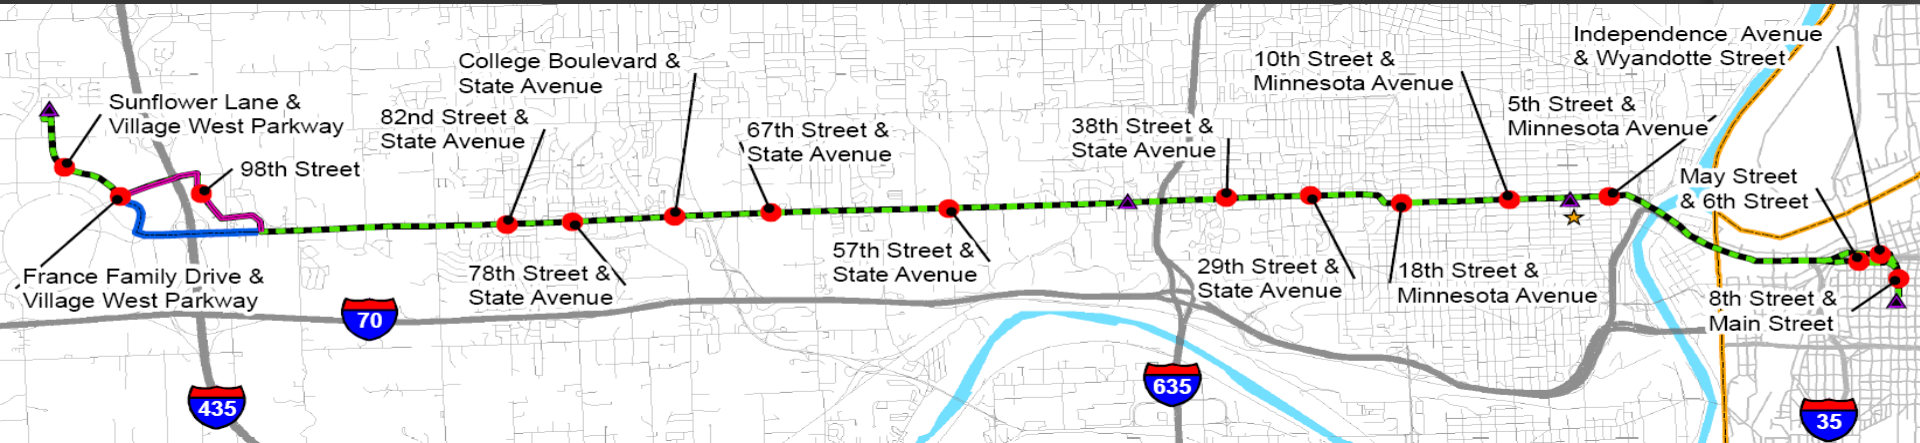 Sunflower Lane &
Village West Parkway
98th Street
France Family Drive &
Village West Parkway
82nd Street &
State Avenue
College Boulevard &
State Avenue
78th Street &
State Avenue
67th Street &
State Avenue
57th Street &
State Avenue
38th Street &
State Avenue
29th Street &
State Avenue
10th Street &
Minnesota Avenue
18th Street &
Minnesota Avenue
5th Street &
Minnesota Avenue
Independence Avenue
& Wyandotte Street
May Street
& 6th Street
8th Street &
Main Street
70
435
635
35